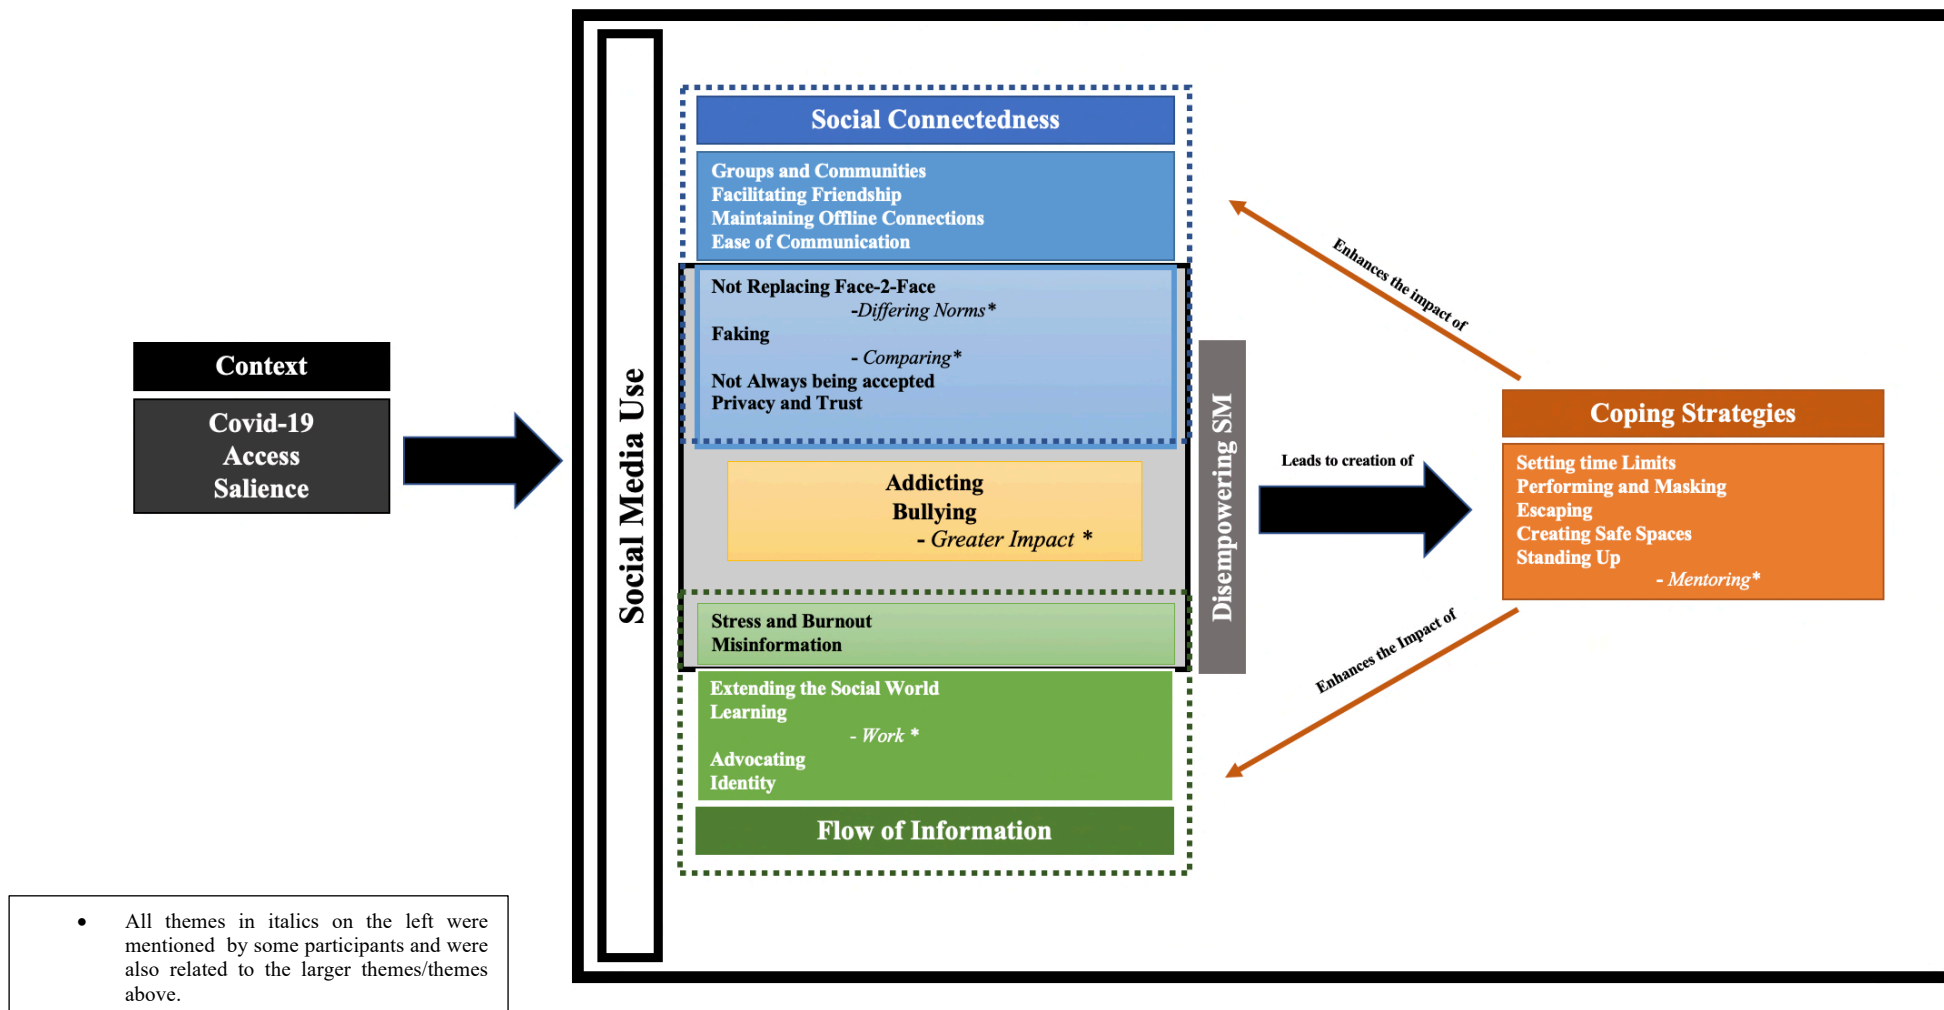 Context
Covid-19
Access
Salience
Social Media Use
Social Connectedness
Groups and Communities
Facilitating Friendship
Maintaining Offline Connections
Ease of Communication
Not Replacing Face-2-Face
-Differing Norms*
Faking
- Comparing*
Not Always being accepted
Privacy and Trust
Addicting
Bullying
- Greater Impact *
Stress and Burnout
Misinformation
Extending the Social World
Learning
- Work *
Advocating
Identity
Flow of Information
Disempowering SM
Leads to creation of
Enhances the impact of
Coping Strategies
Setting time Limits
Performing and Masking
Escaping
Creating Safe Spaces
Standing Up
- Mentoring*
Enhances the Impact of
• All themes in italics on the left were
mentioned by some participants and were
also related to the larger themes/themes
above.